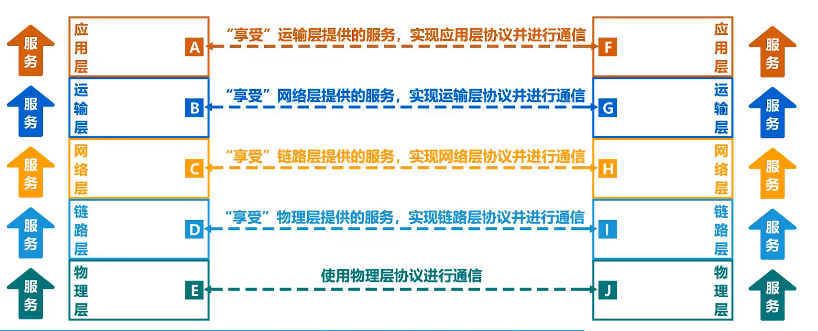 服务
应用层
A
“享受”运输层提供的服务，实现应用层协议并进行通信
F
应用层
服务
服务
运输层
B
“享受”网络层提供的服务，实现运输层协议并进行通信
G
运输层
服务
服务
网络层
C
“享受”链路层提供的服务，实现网络层协议并进行通信
H
网络层
服务
服务
链路层
D
“享受”物理层提供的服务，实现链路层协议并进行通信
I
链路层
服务
服务
物理层
E
使用物理层协议进行通信
J
物理层
服务